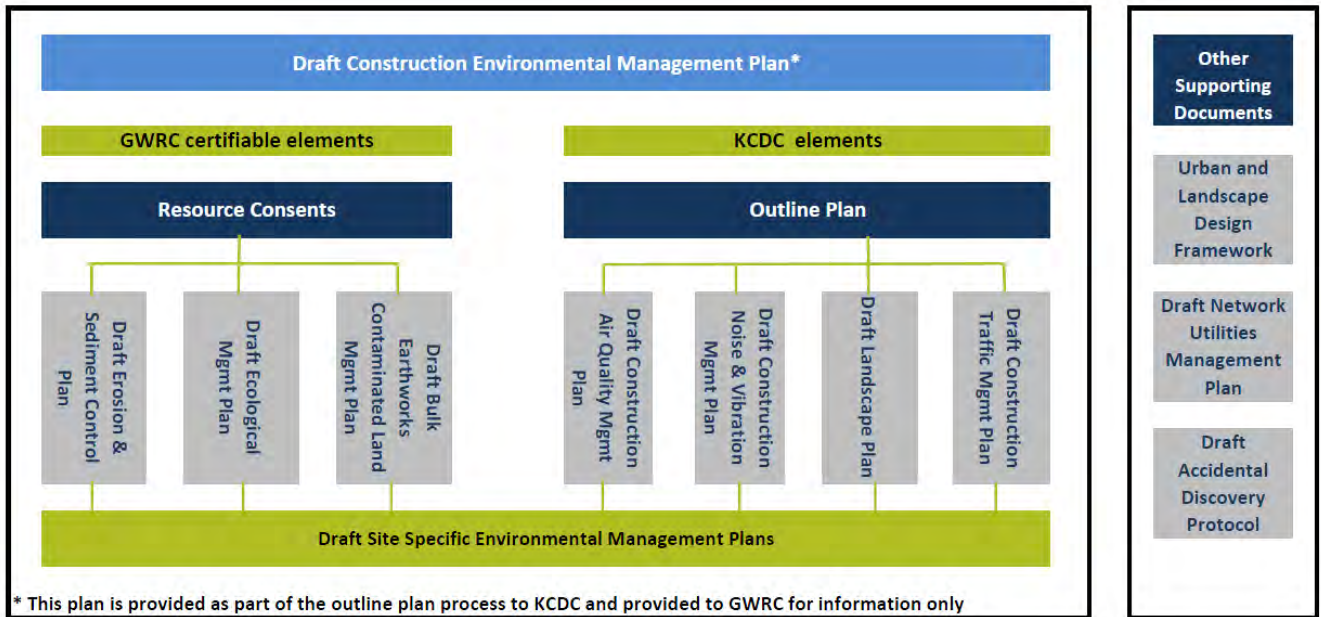 Draft Construction Environmental Management Plan*
GWRC certifiable elements
KCDC elements
Resource Consents
Outline Plan
Draft Erosion &
Sediment Control
Plan
Draft Ecological
Mgmt Plan
Draft Bulk
Earthworks
Contaminated Land
Mgmt Plan
Draft Construction
Air Quality Mgmt
Plan
Draft Construction
Noise & Vibration
Mgmt Plan
Draft Landscape Plan
Draft Construction
Traffic Mgmt Plan
Draft Site Specific Environmental Management Plans
* This plan is provided as part of the outline plan process to KCDC and provided to GWRC for information only
Other
Supporting
Documents
Urban and
Landscape
Design
Framework
Draft Network
Utilities
Management
Plan
Draft
Accidental
Discovery
Protocol